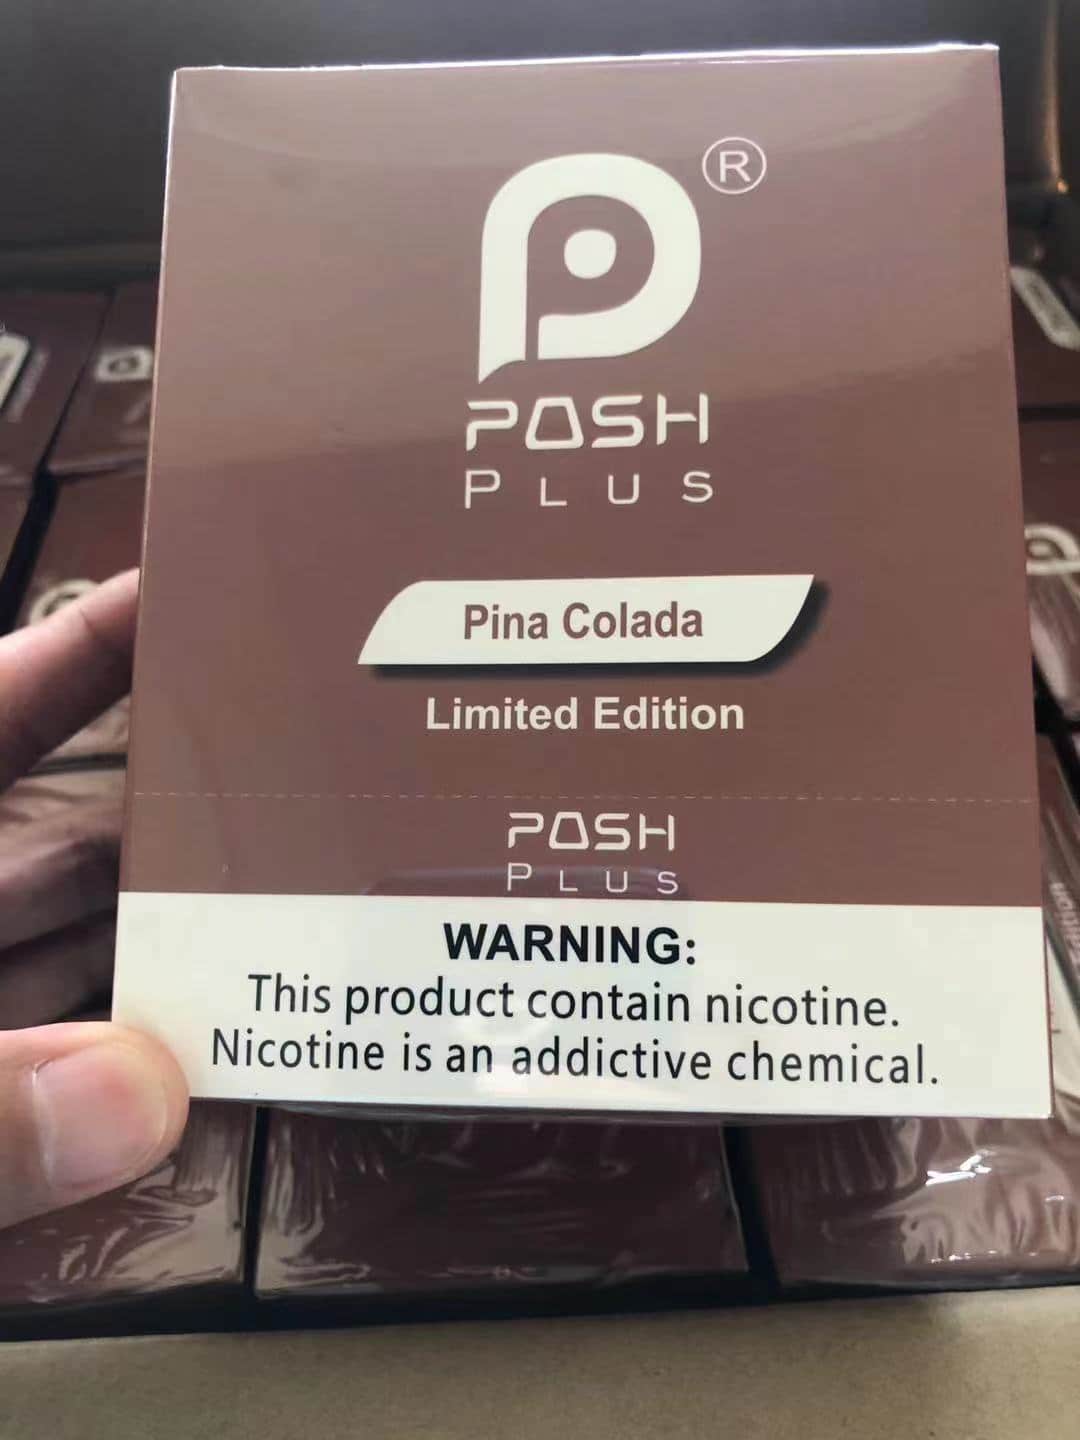 ®
POSH
PLUS
Pina Colada
Limited Edition
POSH
PLUS
WARNING:
This product contain nicotine.
Nicotine is an addictive chemical.